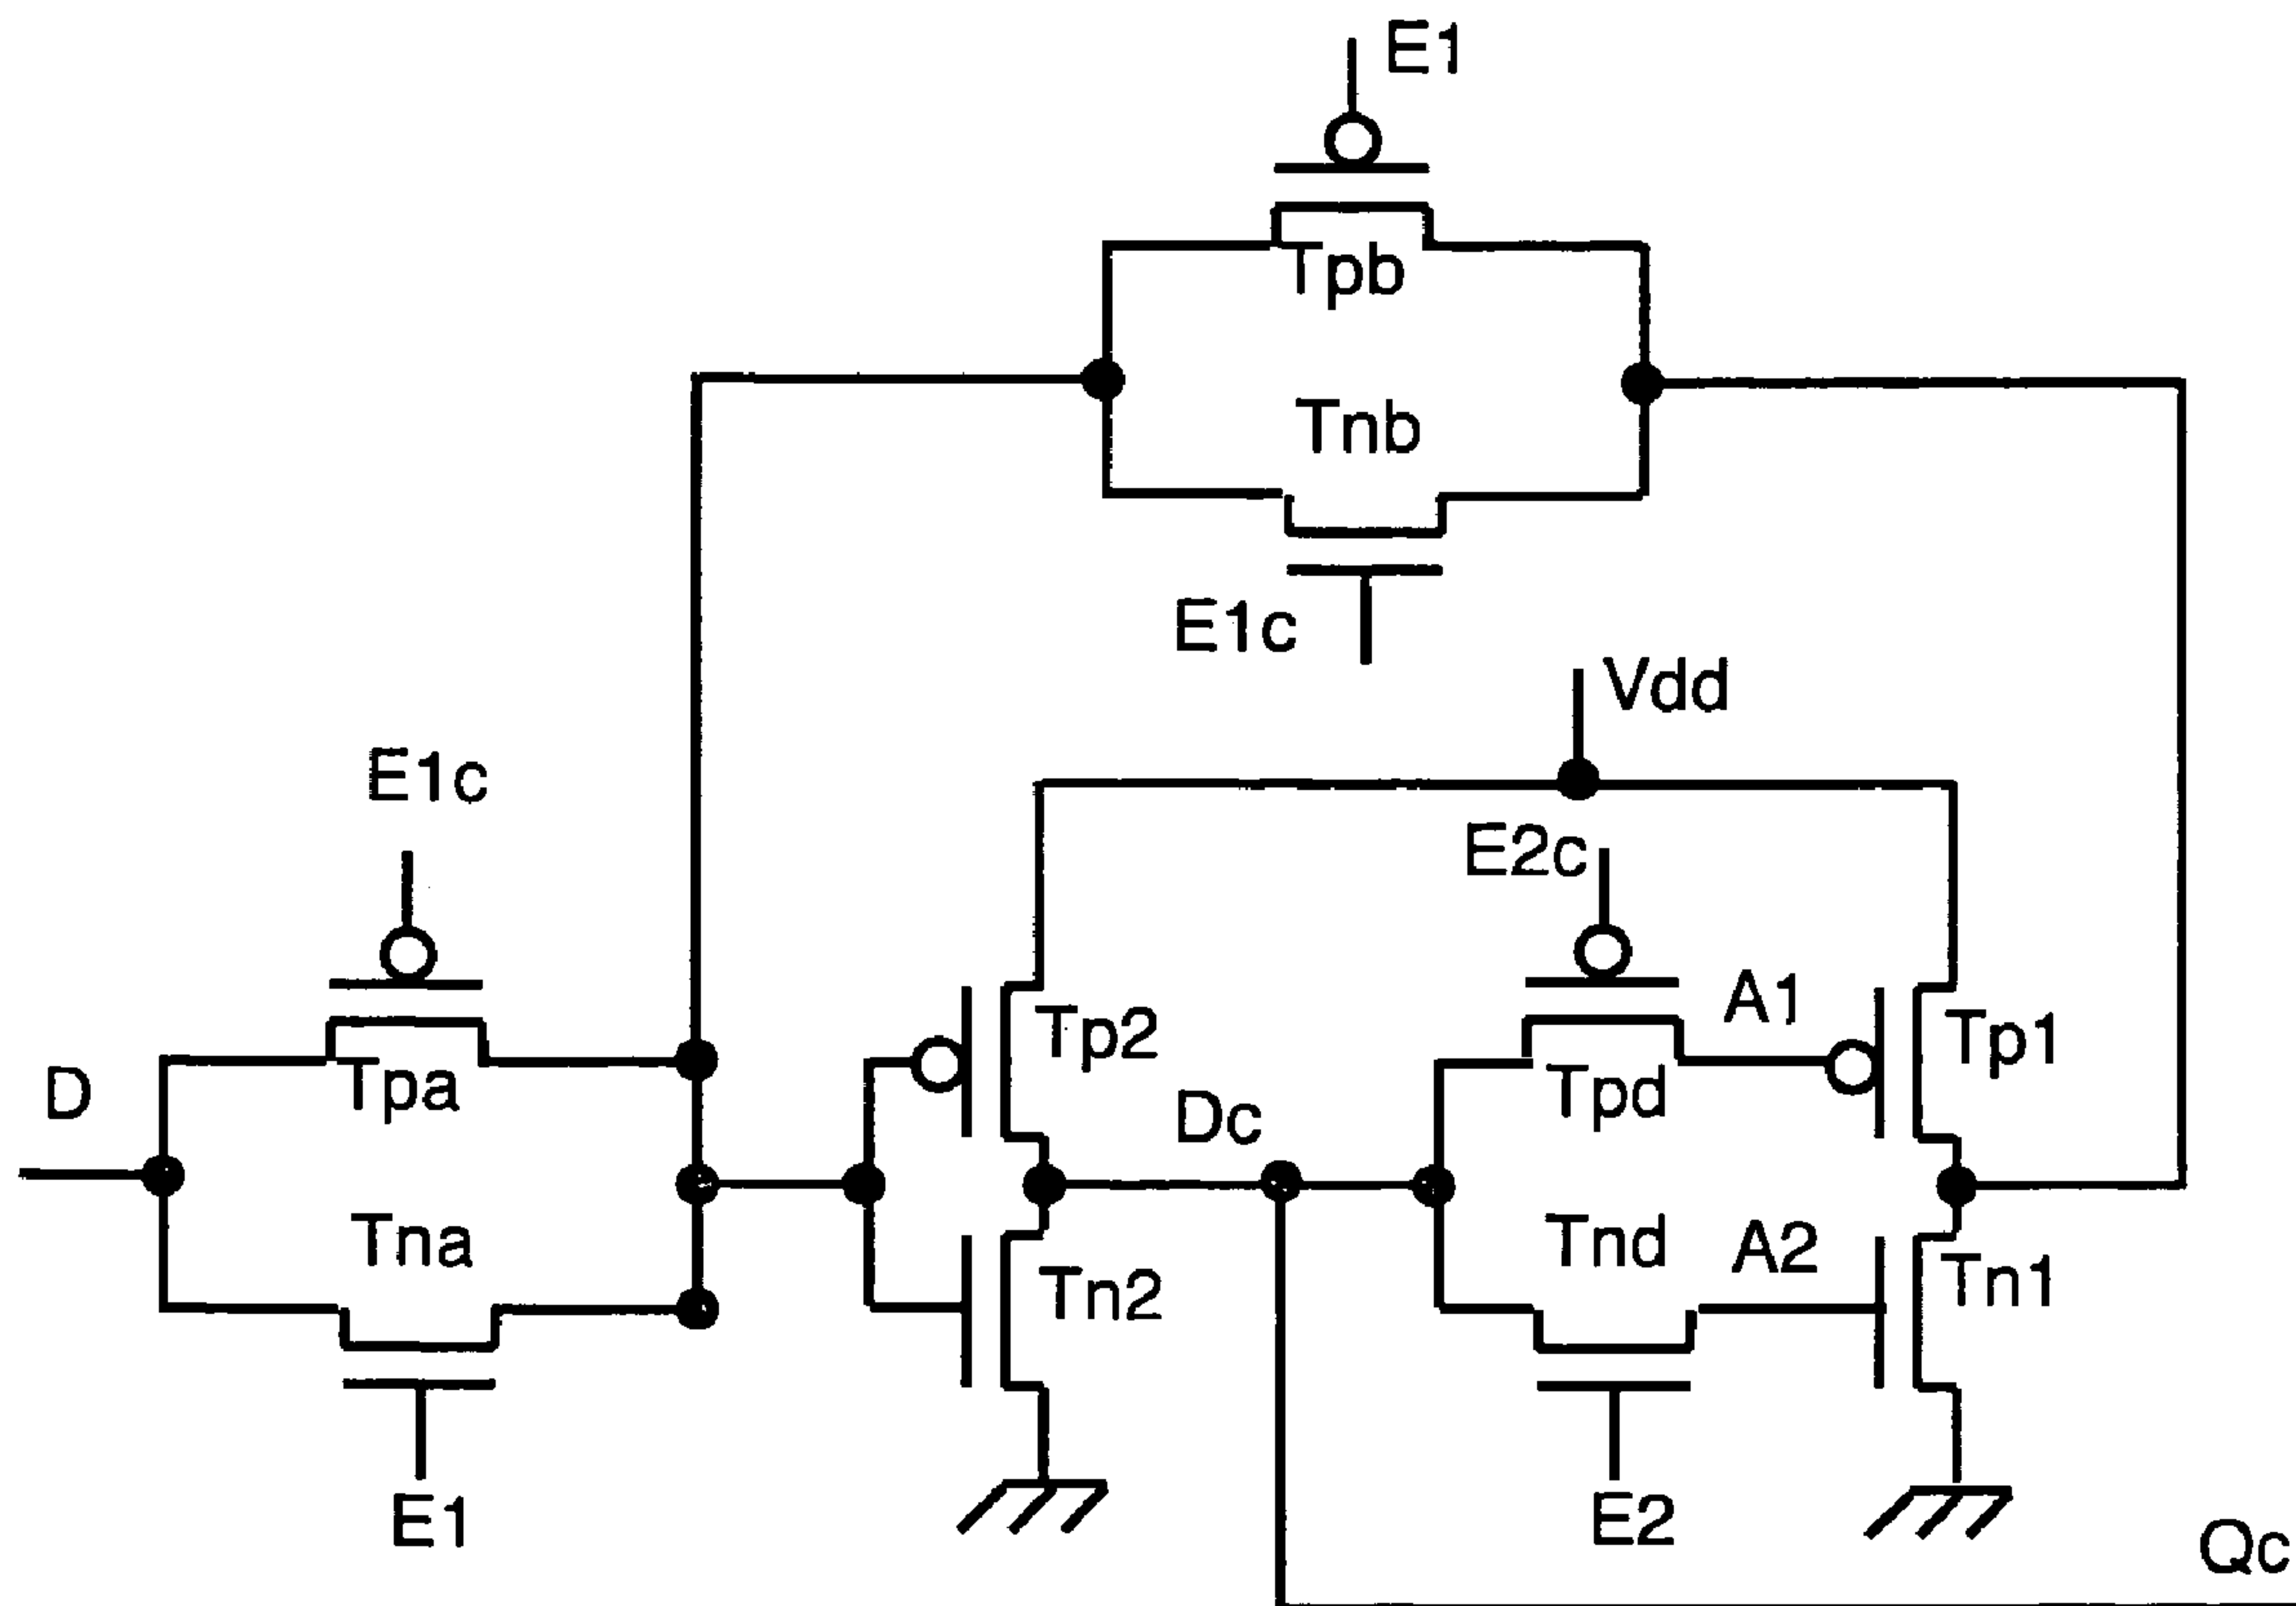 E1
Tpb
Tnb
E1c
Vdd
E1c
E2c
A1
Tp2
Tp1
D
Tpa
Tpd
Dc
Tna
Tnd
A2
Tn2
Tn1
E1
E2
Qc